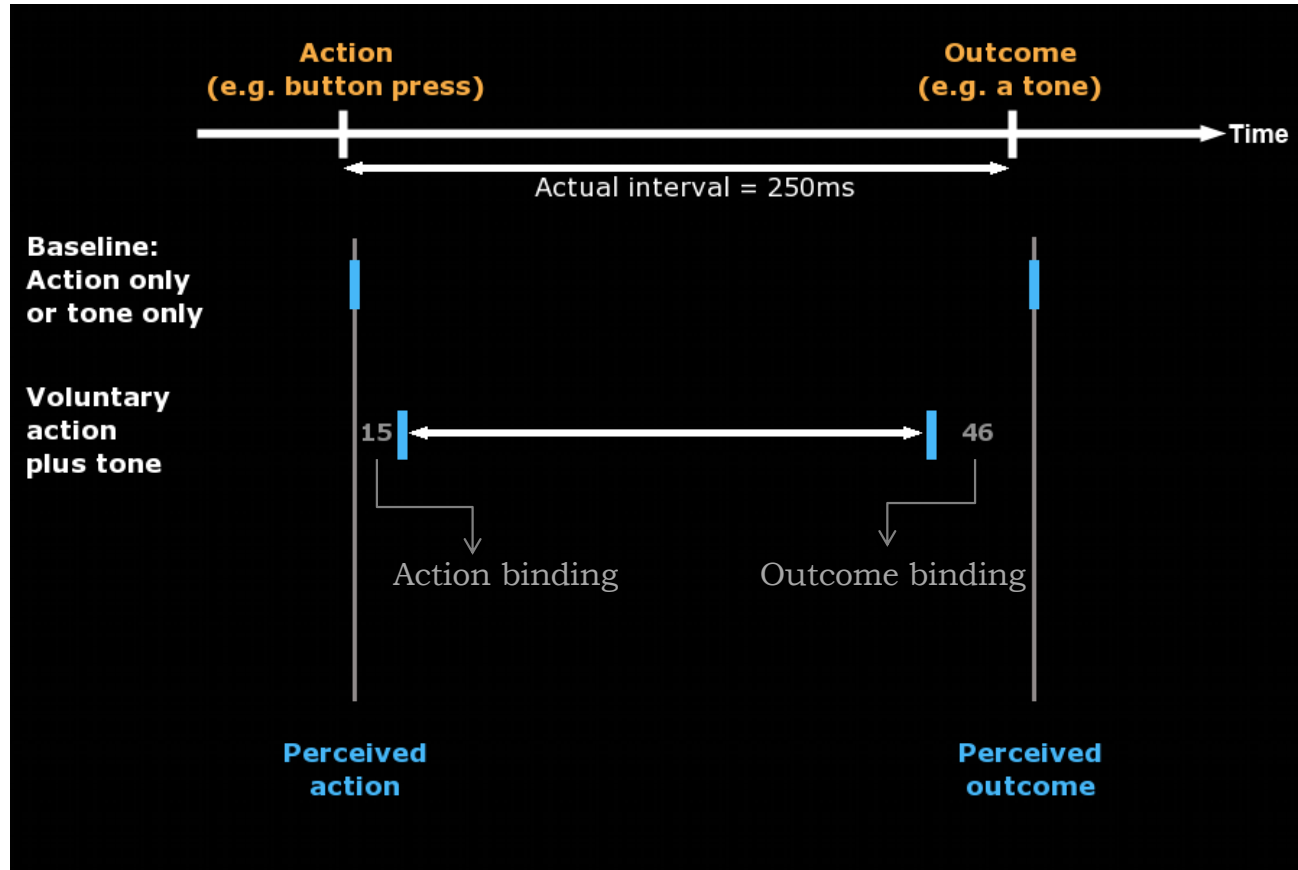 Action
(e.g. button press)
Outcome
(e.g. a tone)
Time
Actual interval = 250ms
Baseline:
Action only
or tone only
Voluntary
action
plus tone
15
46
Action binding
Outcome binding
Perceived
action
Perceived
outcome